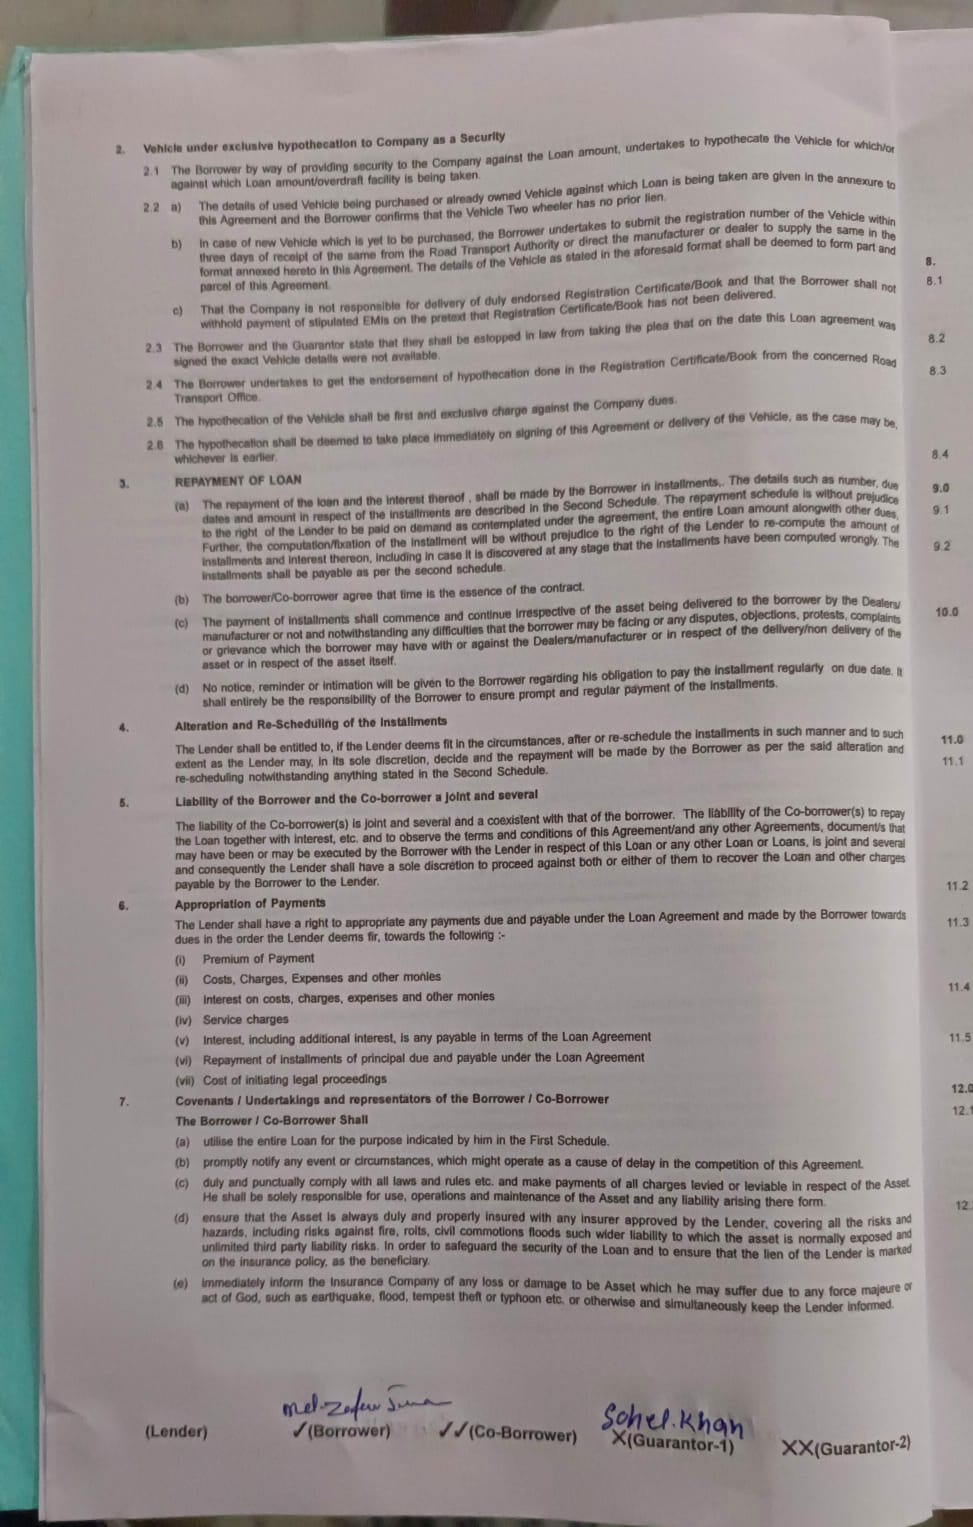 2. Vehicle under exclusive hypothecation to Company as a Security
2.1 The Borrower by way of providing security to the Company against the Loan amount, undertakes to hypothecate the Vehicle for which/or
against which Loan amount/overdraft facility is being taken.
2.2 a) The details of used Vehicle being purchased or already owned Vehicle against which Loan is being taken are given in the annexure to
this Agreement and the Borrower confirms that the Vehicle Two wheeler has no prior lien.
b) In case of new Vehicle which is yet to be purchased, the Borrower undertakes to submit the registration number of the Vehicle within
three days of receipt of the same from the Road Transport Authority or direct the manufacturer or dealer to supply the same in the
format annexed hereto in this Agreement. The details of the Vehicle as stated in the aforesaid format shall be deemed to form part and
parcel of this Agreement.
c) That the Company is not responsible for delivery of duly endorsed Registration Certificate/Book and that the Borrower shall not
withhold payment of stipulated EMIs on the pretext that Registration Certificate/Book has not been delivered.
2.3 The Borrower and the Guarantor state that they shall be estopped in law from taking the plea that on the date this Loan agreement was
signed the exact Vehicle details were not available.
2.4 The Borrower undertakes to get the endorsement of hypothecation done in the Registration Certificate/Book from the concerned Road
Transport Office.
2.5 The hypothecation of the Vehicle shall be first and exclusive charge against the Company dues.
2.6 The hypothecation shall be deemed to take place immediately on signing of this Agreement or delivery of the Vehicle, as the case may be,
whichever is earlier.
3. REPAYMENT OF LOAN
(a) The repayment of the loan and the interest thereof , shall be made by the Borrower in installments,. The details such as number, due
dates and amount in respect of the installments are described in the Second Schedule. The repayment schedule is without prejudice
to the right of the Lender to be paid on demand as contemplated under the agreement, the entire Loan amount alongwith other dues,
Further, the computation/fixation of the installment will be without prejudice to the right of the Lender to re-compute the amount of
installments and interest thereon, including in case it is discovered at any stage that the installments have been computed wrongly. The
installments shall be payable as per the second schedule.
(b) The borrower/Co-borrower agree that time is the essence of the contract.
(c) The payment of installments shall commence and continue irrespective of the asset being delivered to the borrower by the Dealers/
manufacturer or not and notwithstanding any difficulties that the borrower may be facing or any disputes, objections, protests, complaints
or grievance which the borrower may have with or against the Dealers/manufacturer or in respect of the delivery/non delivery of the
asset or in respect of the asset itself.
(d) No notice, reminder or intimation will be given to the Borrower regarding his obligation to pay the installment regularly on due date. It
shall entirely be the responsibility of the Borrower to ensure prompt and regular payment of the installments.
4. Alteration and Re-Scheduling of the Installments
The Lender shall be entitled to, if the Lender deems fit in the circumstances, after or re-schedule the installments in such manner and to such
extent as the Lender may, in its sole discretion, decide and the repayment will be made by the Borrower as per the said alteration and
re-scheduling notwithstanding anything stated in the Second Schedule.
5. Liability of the Borrower and the Co-borrower a joint and several
The liability of the Co-borrower(s) is joint and several and a coexistent with that of the borrower. The liability of the Co-borrower(s) to repay
the Loan together with interest, etc. and to observe the terms and conditions of this Agreement/and any other Agreements, document/s that
may have been or may be executed by the Borrower with the Lender in respect of this Loan or any other Loan or Loans, is joint and several
and consequently the Lender shall have a sole discretion to proceed against both or either of them to recover the Loan and other charges
payable by the Borrower to the Lender.
6. Appropriation of Payments
The Lender shall have a right to appropriate any payments due and payable under the Loan Agreement and made by the Borrower towards
dues in the order the Lender deems fir, towards the following :-
(i) Premium of Payment
(ii) Costs, Charges, Expenses and other monies
(iii) Interest on costs, charges, expenses and other monies
(iv) Service charges
(v) Interest, including additional interest, is any payable in terms of the Loan Agreement
(vi) Repayment of installments of principal due and payable under the Loan Agreement
(vii) Cost of initiating legal proceedings
7. Covenants / Undertakings and representators of the Borrower / Co-Borrower
The Borrower / Co-Borrower Shall
(a) utilise the entire Loan for the purpose indicated by him in the First Schedule.
(b) promptly notify any event or circumstances, which might operate as a cause of delay in the competition of this Agreement.
(c) duly and punctually comply with all laws and rules etc. and make payments of all charges levied or leviable in respect of the Asset.
He shall be solely responsible for use, operations and maintenance of the Asset and any liability arising there form.
(d) ensure that the Asset is always duly and properly insured with any insurer approved by the Lender, covering all the risks and
hazards, including risks against fire, roits, civil commotions floods such wider liability to which the asset is normally exposed and
unlimited third party liability risks. In order to safeguard the security of the Loan and to ensure that the lien of the Lender is marked
on the insurance policy, as the beneficiary.
(e) immediately inform the Insurance Company of any loss or damage to be Asset which he may suffer due to any force majeure or
act of God, such as earthquake, flood, tempest theft or typhoon etc. or otherwise and simultaneously keep the Lender informed.
Sohel.Khan
(Lender) ✓(Borrower) ✓✓(Co-Borrower) X(Guarantor-1) XX(Guarantor-2)
8.
8.1
8.2
8.3
8.4
9.0
9.1
9.2
10.0
11.0
11.1
11.2
11.3
11.4
11.5
12.0
12.1
12.